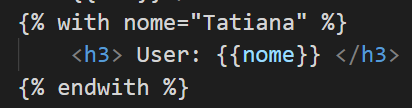 {% with nome="Tatiana" %}
<h3> User: {{nome}} </h3>
{% endwith %}